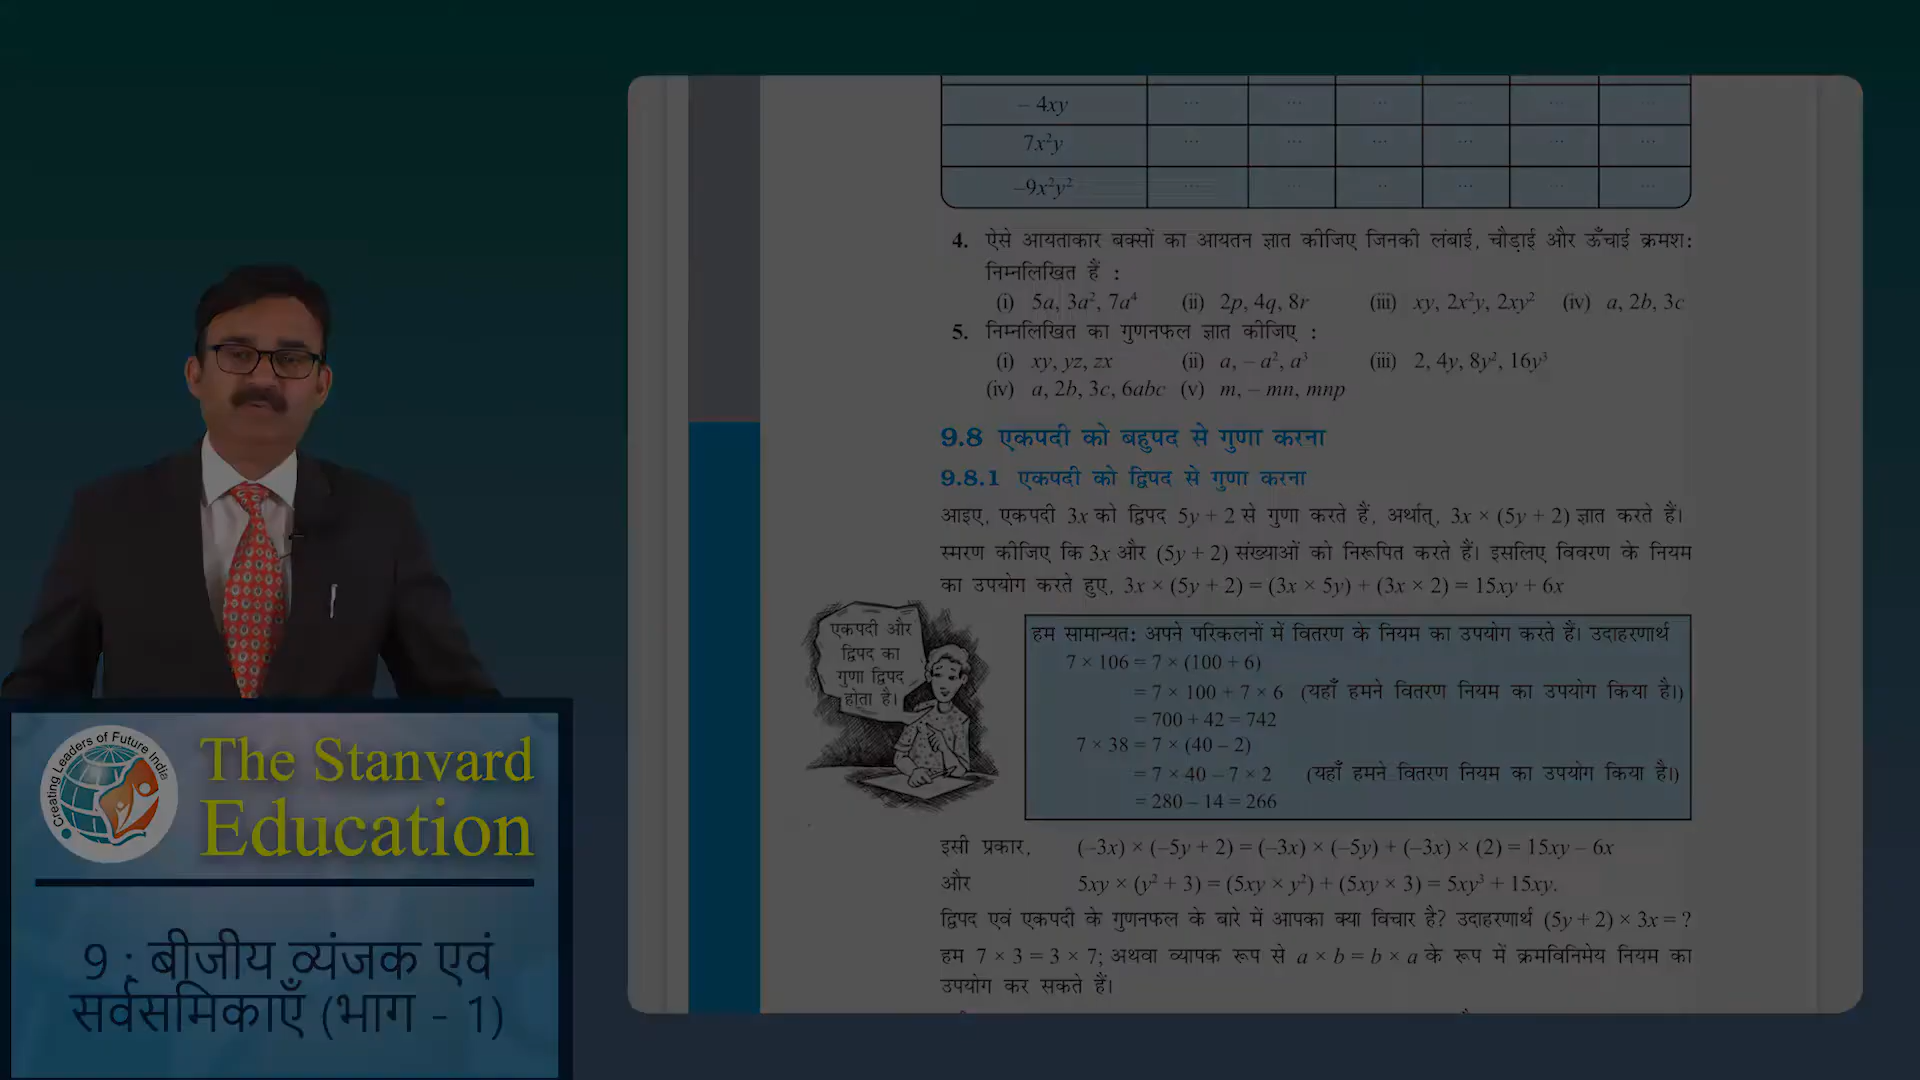 – 4xy ... ... ... ... ... ...
7x²y ... ... ... ... ... ...
–9x²y² ... ... ... ... ... ...
4. ऐसे आयताकार बक्सों का आयतन ज्ञात कीजिए जिनकी लंबाई, चौड़ाई और ऊँचाई क्रमश:
निम्नलिखित हैं :
(i) 5a, 3a², 7a⁴ (ii) 2p, 4q, 8r (iii) xy, 2x²y, 2xy² (iv) a, 2b, 3c
5. निम्नलिखित का गुणनफल ज्ञात कीजिए :
(i) xy, yz, zx (ii) a, – a², a³ (iii) 2, 4y, 8y², 16y³
(iv) a, 2b, 3c, 6abc (v) m, – mn, mnp
9.8 एकपदी को बहुपद से गुणा करना
9.8.1 एकपदी को द्विपद से गुणा करना
आइए, एकपदी 3x को द्विपद 5y + 2 से गुणा करते हैं, अर्थात्, 3x × (5y + 2) ज्ञात करते हैं।
स्मरण कीजिए कि 3x और (5y + 2) संख्याओं को निरूपित करते हैं। इसलिए विवरण के नियम
का उपयोग करते हुए, 3x × (5y + 2) = (3x × 5y) + (3x × 2) = 15xy + 6x
एकपदी और
द्विपद का
गुणा द्विपद
होता है।
हम सामान्यत: अपने परिकलनों में वितरण के नियम का उपयोग करते हैं। उदाहरणार्थ
7 × 106 = 7 × (100 + 6)
= 7 × 100 + 7 × 6 (यहाँ हमने वितरण नियम का उपयोग किया है।)
= 700 + 42 = 742
7 × 38 = 7 × (40 – 2)
= 7 × 40 – 7 × 2 (यहाँ हमने वितरण नियम का उपयोग किया है।)
= 280 – 14 = 266
इसी प्रकार, (–3x) × (–5y + 2) = (–3x) × (–5y) + (–3x) × (2) = 15xy – 6x
और 5xy × (y² + 3) = (5xy × y²) + (5xy × 3) = 5xy³ + 15xy.
द्विपद एवं एकपदी के गुणनफल के बारे में आपका क्या विचार है? उदाहरणार्थ (5y + 2) × 3x = ?
हम 7 × 3 = 3 × 7; अथवा व्यापक रूप से a × b = b × a के रूप में क्रमविनिमेय नियम का
उपयोग कर सकते हैं।
Creating Leaders of Future India
The Stanvard
Education
9 : बीजीय व्यंजक एवं
सर्वसमिकाएँ (भाग - 1)